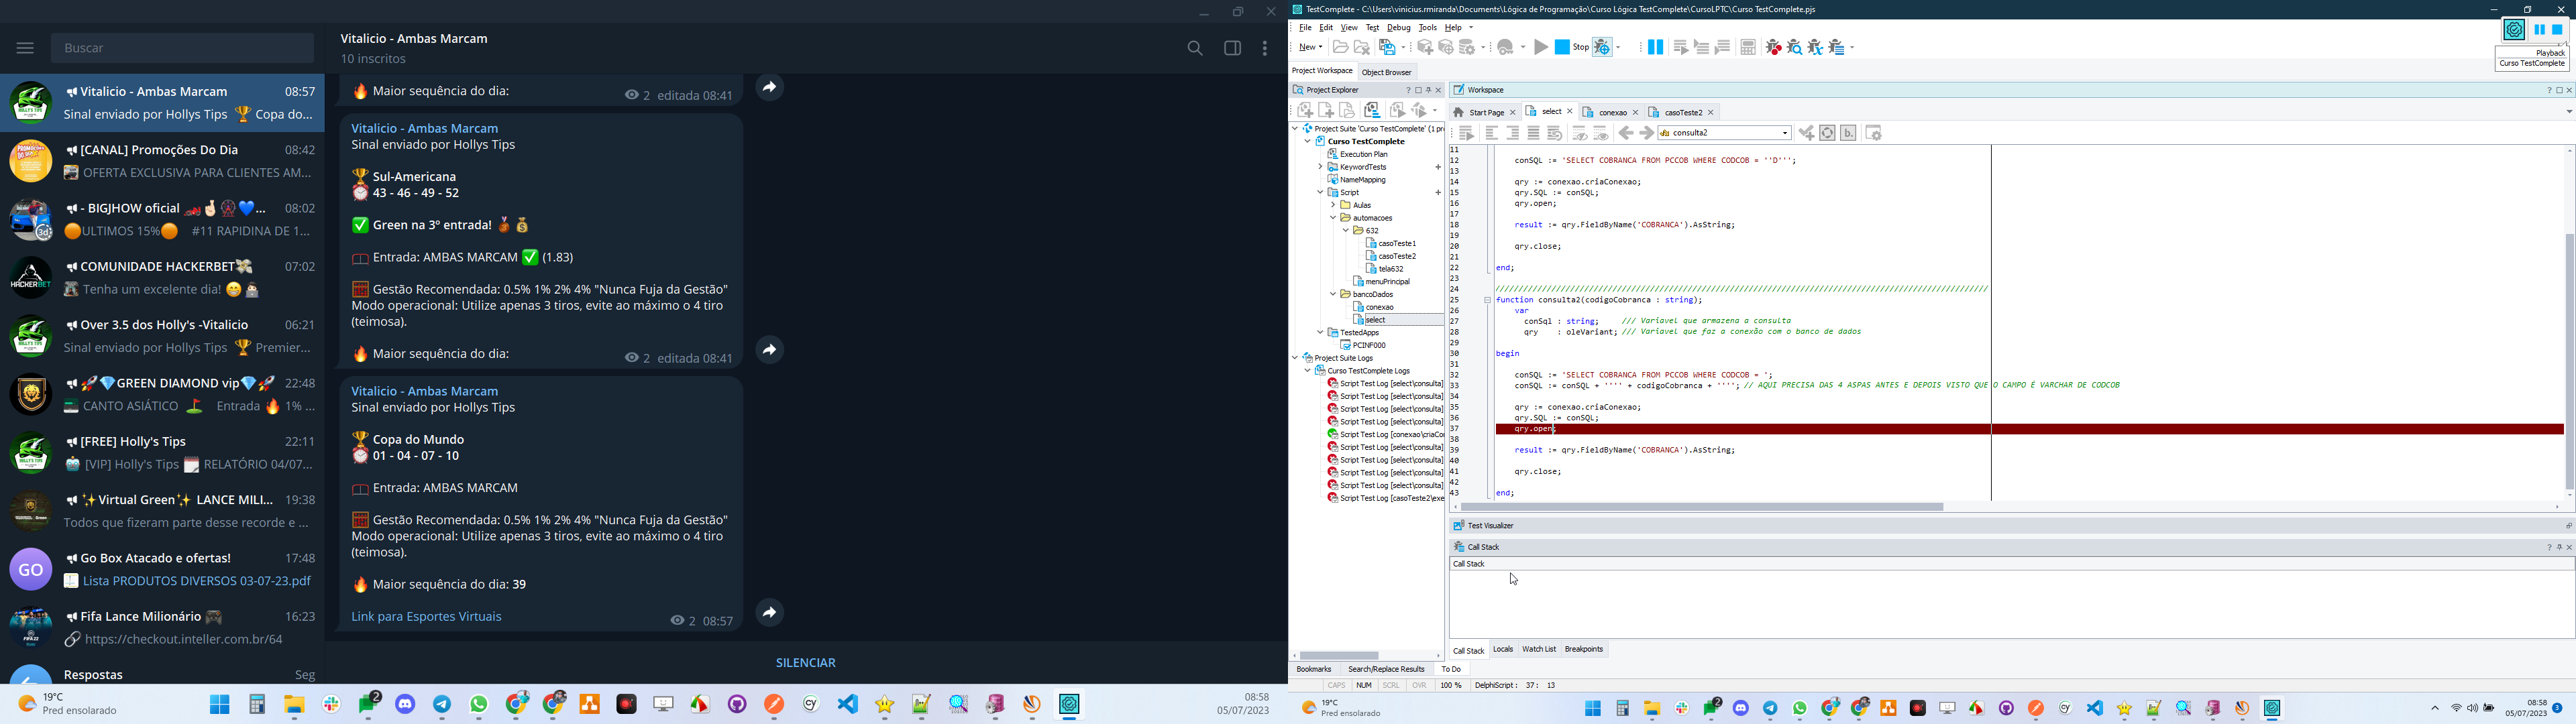 Buscar
Vitalicio - Ambas Marcam 08:57
Sinal enviado por Hollys Tips 🏆 Copa do...
[CANAL] Promoções Do Dia 08:42
OFERTA EXCLUSIVA PARA CLIENTES AM...
- BIGJHOW oficial ... 08:02
3d
ULTIMOS 15% #11 RAPIDINA DE 1...
COMUNIDADE HACKERBET 07:02
HACKERBET
Tenha um excelente dia!
Over 3.5 dos Holly's -Vitalicio 06:21
Sinal enviado por Hollys Tips 🏆 Premier...
🚀💎GREEN DIAMOND vip💎🚀 22:48
CANTO ASIÁTICO Entrada 🔥 1% ...
[FREE] Holly's Tips 22:11
[VIP] Holly's Tips RELATÓRIO 04/07...
✨Virtual Green✨ LANCE MILI... 19:38
Todos que fizeram parte desse recorde e ...
GO
Go Box Atacado e ofertas! 17:48
Lista PRODUTOS DIVERSOS 03-07-23.pdf
Fifa Lance Milionário 🎮 16:23
https://checkout.inteller.com.br/64
Respostas Seg
Vitalicio - Ambas Marcam
10 inscritos
🔥 Maior sequência do dia: 2 editada 08:41
Vitalicio - Ambas Marcam
Sinal enviado por Hollys Tips
🏆 Sul-Americana
⏰ 43 - 46 - 49 - 52
✅ Green na 3º entrada!
Entrada: AMBAS MARCAM ✅ (1.83)
Gestão Recomendada: 0.5% 1% 2% 4% "Nunca Fuja da Gestão"
Modo operacional: Utilize apenas 3 tiros, evite ao máximo o 4 tiro
(teimosa).
🔥 Maior sequência do dia: 2 editada 08:41
Vitalicio - Ambas Marcam
Sinal enviado por Hollys Tips
🏆 Copa do Mundo
⏰ 01 - 04 - 07 - 10
Entrada: AMBAS MARCAM
Gestão Recomendada: 0.5% 1% 2% 4% "Nunca Fuja da Gestão"
Modo operacional: Utilize apenas 3 tiros, evite ao máximo o 4 tiro
(teimosa).
🔥 Maior sequência do dia: 39
Link para Esportes Virtuais 2 08:57
SILENCIAR
19°C
Pred ensolarado
2
08:58
05/07/2023
TestComplete - C:\Users\vinicius.rmiranda\Documents\Lógica de Programação\Curso Lógica TestComplete\CursoLPTC\Curso TestComplete.pjs
File Edit View Test Debug Tools Help
New Stop
Playback
Curso TestComplete
Project Workspace Object Browser
Project Explorer
Project Suite 'Curso TestComplete' (1 pr
Curso TestComplete
Execution Plan
KeywordTests
NameMapping
Script
Aulas
automacoes
632
casoTeste1
casoTeste2
tela632
menuPrincipal
bancoDados
conexao
select
TestedApps
PCINF000
Project Suite Logs
Curso TestComplete Logs
Script Test Log [select\consulta]
Script Test Log [select\consulta]
Script Test Log [select\consulta]
Script Test Log [select\consulta]
Script Test Log [conexao\criaCo
Script Test Log [select\consulta]
Script Test Log [select\consulta]
Script Test Log [select\consulta]
Script Test Log [select\consulta]
Script Test Log [casoTeste2\exe
Bookmarks Search/Replace Results To Do
Workspace
Start Page select conexao casoTeste2
consulta2
11
12 conSQL := 'SELECT COBRANCA FROM PCCOB WHERE CODCOB = ''D''';
13
14 qry := conexao.criaConexao;
15 qry.SQL := conSQL;
16 qry.open;
17
18 result := qry.FieldByName('COBRANCA').AsString;
19
20 qry.close;
21
22 end;
23
24
25 function consulta2(codigoCobranca : string);
26 var
27 conSql : string; /// Variavel que armazena a consulta
28 qry : oleVariant; /// Variavel que faz a conexão com o banco de dados
29
30 begin
31
32 conSQL := 'SELECT COBRANCA FROM PCCOB WHERE CODCOB = ';
33 conSQL := conSQL + '''' + codigoCobranca + ''''; // AQUI PRECISA DAS 4 ASPAS ANTES E DEPOIS VISTO QUE O CAMPO É VARCHAR DE CODCOB
34
35 qry := conexao.criaConexao;
36 qry.SQL := conSQL;
37 qry.open;
38
39 result := qry.FieldByName('COBRANCA').AsString;
40
41 qry.close;
42
43 end;
Test Visualizer
Call Stack
Call Stack
Call Stack Locals Watch List Breakpoints
CAPS NUM SCRL OVR 100 % DelphiScript : 37: 13
19°C
Pred ensolarado
2
08:58
05/07/2023
3